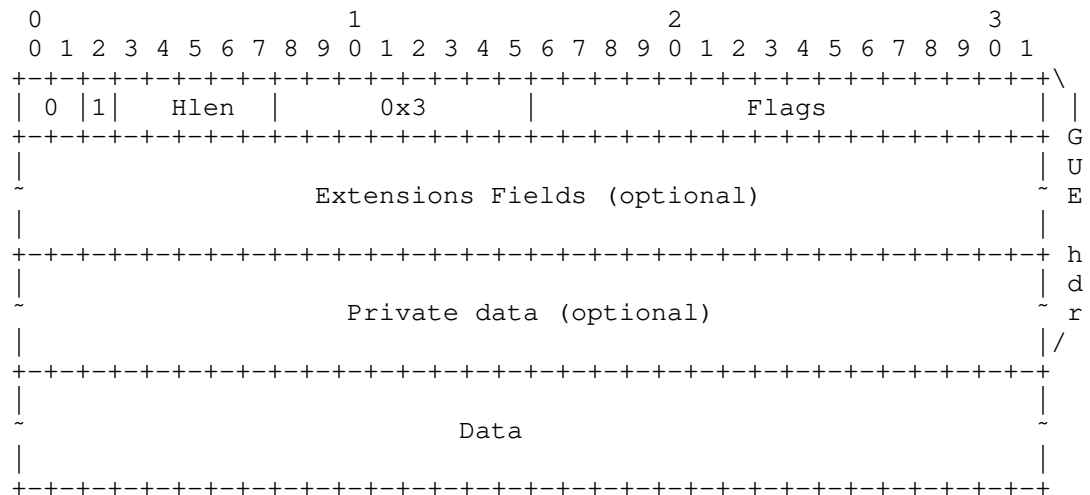 0                   1                   2                   3
 0 1 2 3 4 5 6 7 8 9 0 1 2 3 4 5 6 7 8 9 0 1 2 3 4 5 6 7 8 9 0 1
+-+-+-+-+-+-+-+-+-+-+-+-+-+-+-+-+-+-+-+-+-+-+-+-+-+-+-+-+-+-+-+-+\
| 0 |1|   Hlen  |      0x3      |             Flags             | |
+-+-+-+-+-+-+-+-+-+-+-+-+-+-+-+-+-+-+-+-+-+-+-+-+-+-+-+-+-+-+-+-+ G
|                                                               | U
~                  Extensions Fields (optional)                 ~ E
|                                                               |
+-+-+-+-+-+-+-+-+-+-+-+-+-+-+-+-+-+-+-+-+-+-+-+-+-+-+-+-+-+-+-+-+ h
|                                                               | d
~                    Private data (optional)                    ~ r
|                                                               |/
+-+-+-+-+-+-+-+-+-+-+-+-+-+-+-+-+-+-+-+-+-+-+-+-+-+-+-+-+-+-+-+-+
|                                                               |
~                           Data                                ~
|                                                               |
+-+-+-+-+-+-+-+-+-+-+-+-+-+-+-+-+-+-+-+-+-+-+-+-+-+-+-+-+-+-+-+-+